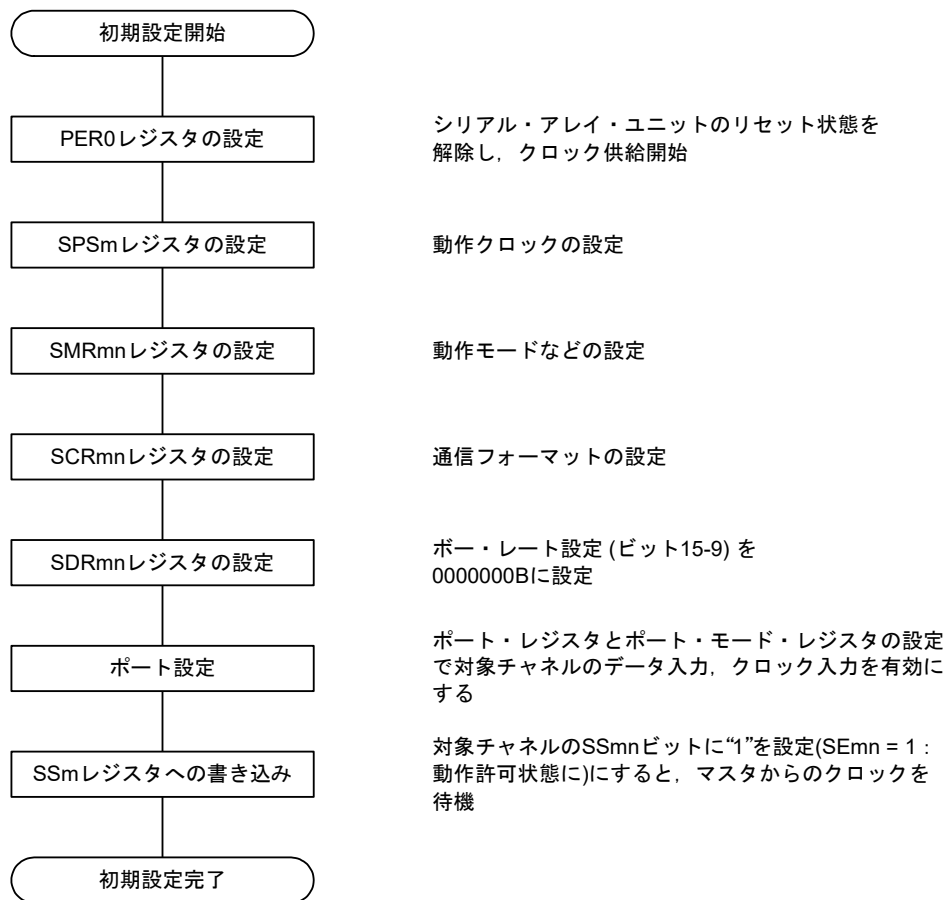 初期設定開始
PER0レジスタの設定
シリアル・アレイ・ユニットのリセット状態を
解除し，クロック供給開始
SPSmレジスタの設定
動作クロックの設定
SMRmnレジスタの設定
動作モードなどの設定
SCRmnレジスタの設定
通信フォーマットの設定
SDRmnレジスタの設定
ボー・レート設定 (ビット15-9) を
0000000Bに設定
ポート設定
ポート・レジスタとポート・モード・レジスタの設定
で対象チャネルのデータ入力，クロック入力を有効に
する
SSmレジスタへの書き込み
対象チャネルのSSmnビットに“1”を設定(SEmn = 1：
動作許可状態に)にすると，マスタからのクロックを
待機
初期設定完了